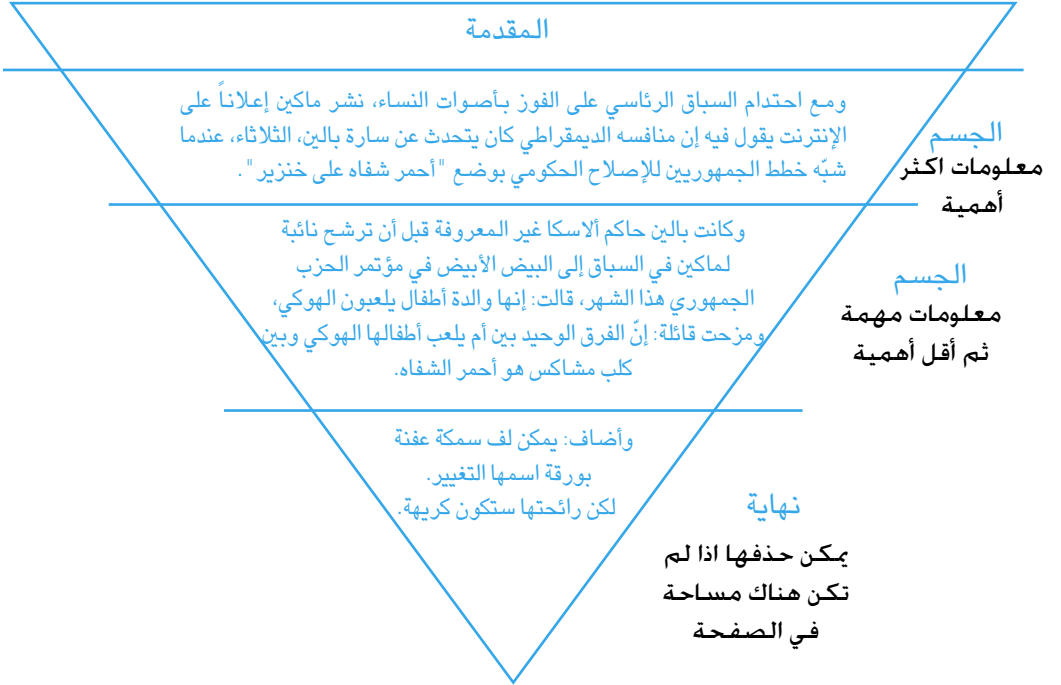 المقدمة
ومع احتدام السباق الرئاسي على الفوز بأصوات النساء، نشر ماكين إعلاناً على
الإنترنت يقول فيه إن منافسه الديمقراطي كان يتحدث عن سارة بالين، الثلاثاء، عندما
شبّه خطط الجمهوريين للإصلاح الحكومي بوضع "أحمر شفاه على خنزير".
الجسم
معلومات اكثر
أهمية
وكانت بالين حاكم ألاسكا غير المعروفة قبل أن ترشح نائبة
لماكين في السباق إلى البيض الأبيض في مؤتمر الحزب
الجمهوري هذا الشهر، قالت: إنها والدة أطفال يلعبون الهوكي،
ومزحت قائلة: إنّ الفرق الوحيد بين أم يلعب أطفالها الهوكي وبين
كلب مشاكس هو أحمر الشفاه.
الجسم
معلومات مهمة
ثم أقل أهمية
وأضاف: يمكن لف سمكة عفنة
بورقة اسمها التغيير.
لكن رائحتها ستكون كريهة.
نهاية
يمكن حذفها اذا لم
تكن هناك مساحة
في الصفحة